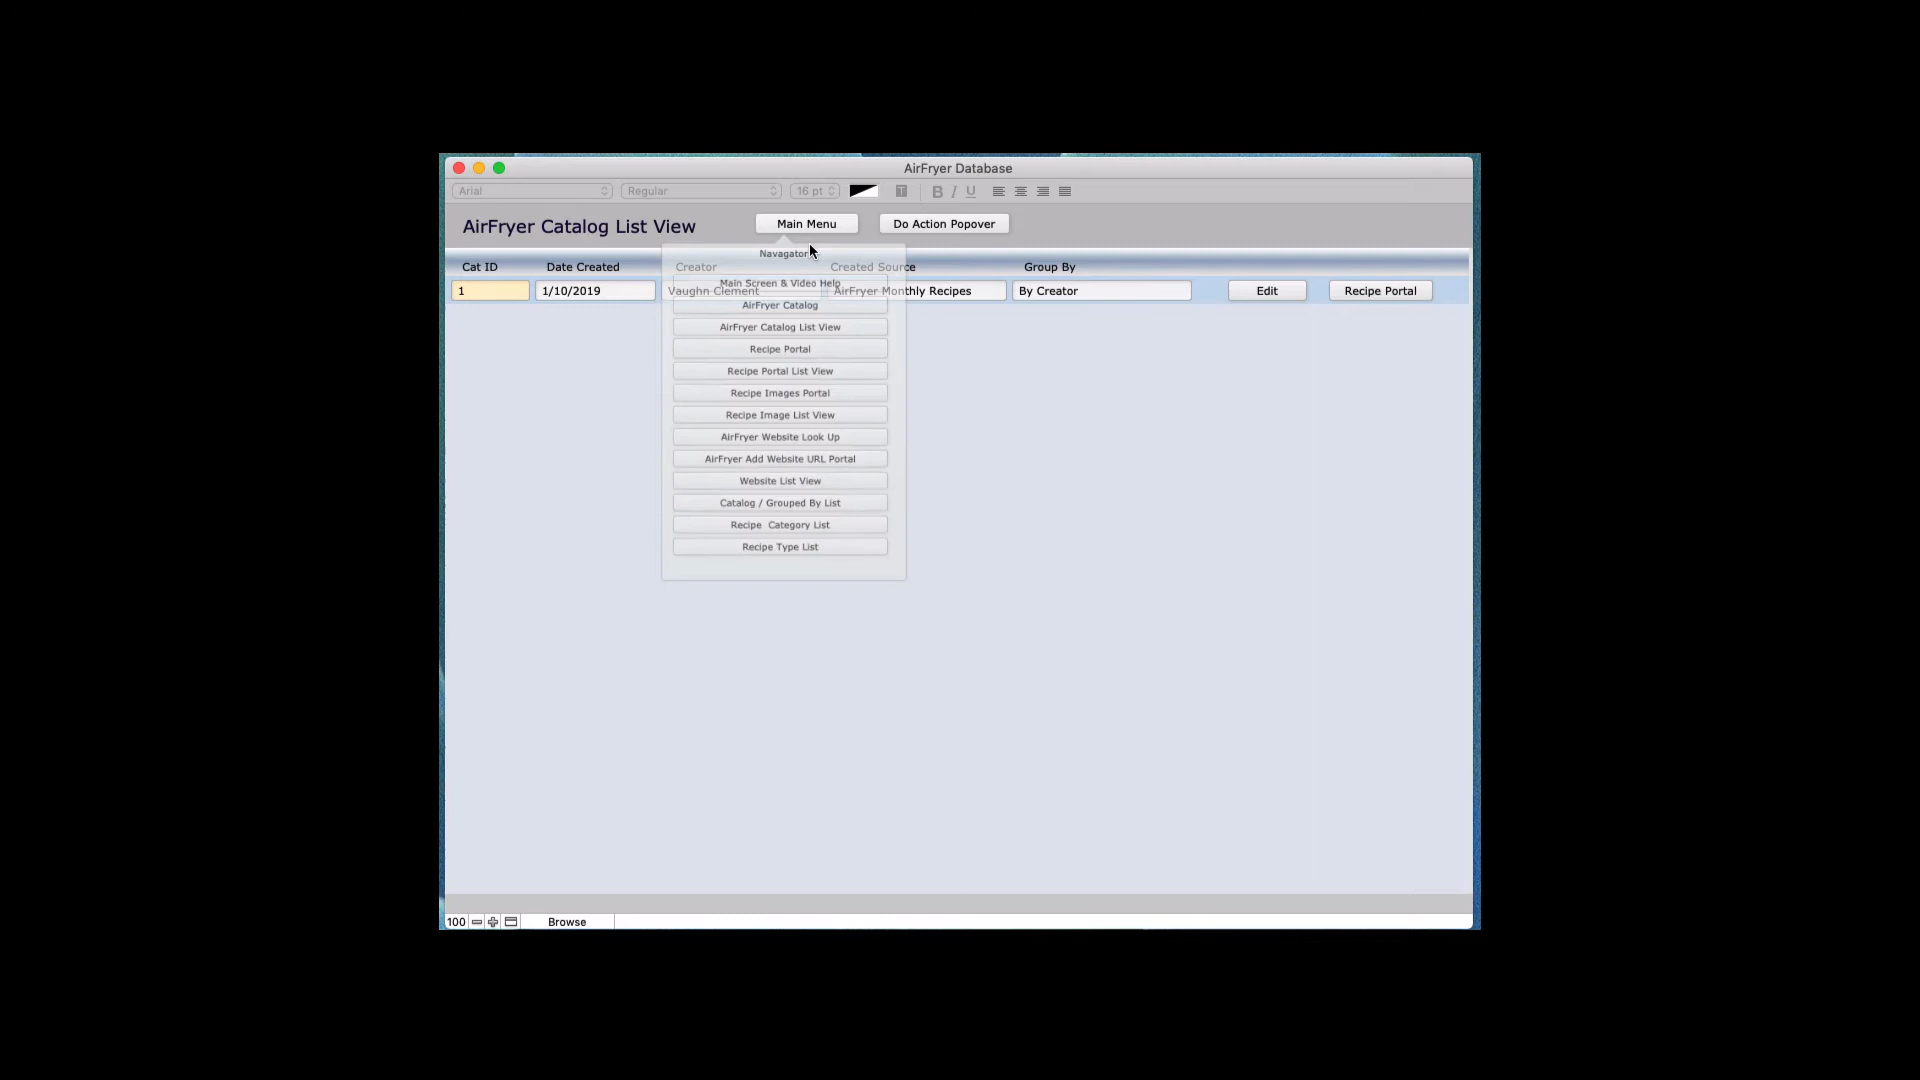 AirFryer Database
Arial Regular 16 pt T B I U
AirFryer Catalog List View Main Menu Do Action Popover
Navagator
Cat ID Date Created Creator Created Source Group By
Main Screen & Video Help
1 1/10/2019 Vaughn Clement AirFryer Monthly Recipes By Creator Edit Recipe Portal
AirFryer Catalog
AirFryer Catalog List View
Recipe Portal
Recipe Portal List View
Recipe Images Portal
Recipe Image List View
AirFryer Website Look Up
AirFryer Add Website URL Portal
Website List View
Catalog / Grouped By List
Recipe  Category List
Recipe Type List
100 Browse